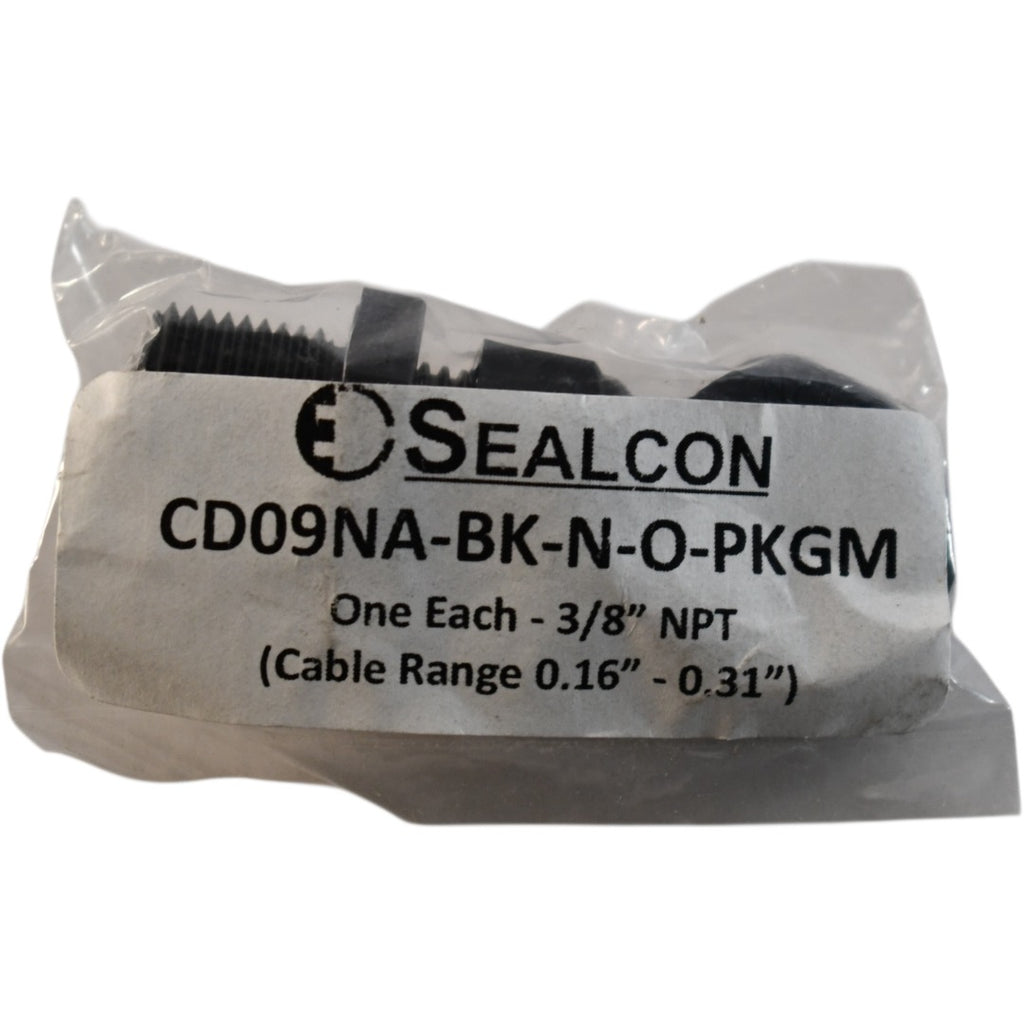 SEALCON
CD09NA-BK-N-O-PKGM
One Each - 3/8” NPT
(Cable Range 0.16” - 0.31”)